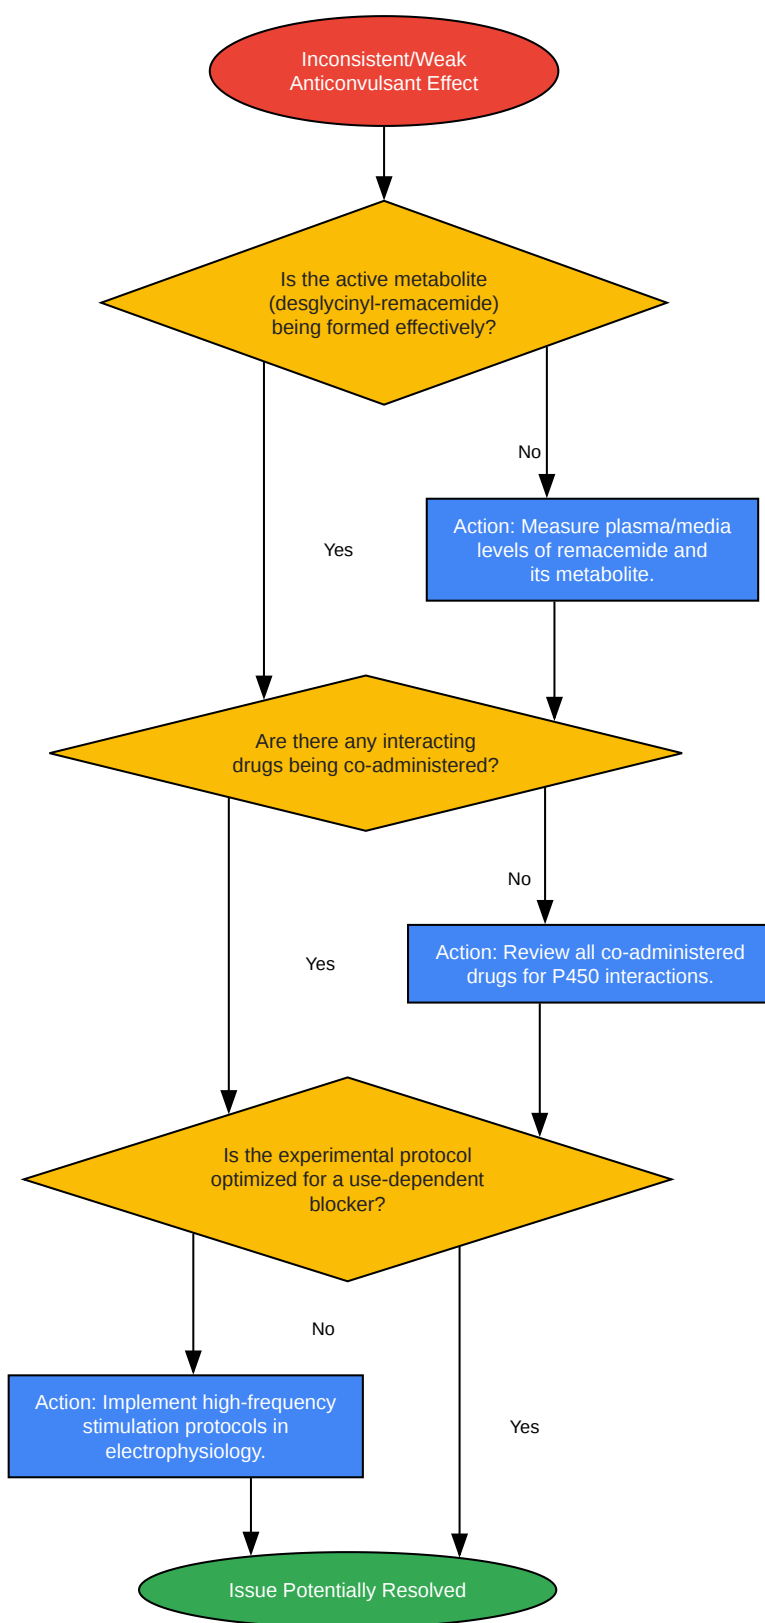 Inconsistent/Weak
Anticonvulsant Effect
Is the active metabolite
(desglycinyl-remacemide)
being formed effectively?
No
Action: Measure plasma/media
levels of remacemide and
its metabolite.
Yes
Are there any interacting
drugs being co-administered?
No
Action: Review all co-administered
drugs for P450 interactions.
Yes
Is the experimental protocol
optimized for a use-dependent
blocker?
No
Action: Implement high-frequency
stimulation protocols in
electrophysiology.
Yes
Issue Potentially Resolved